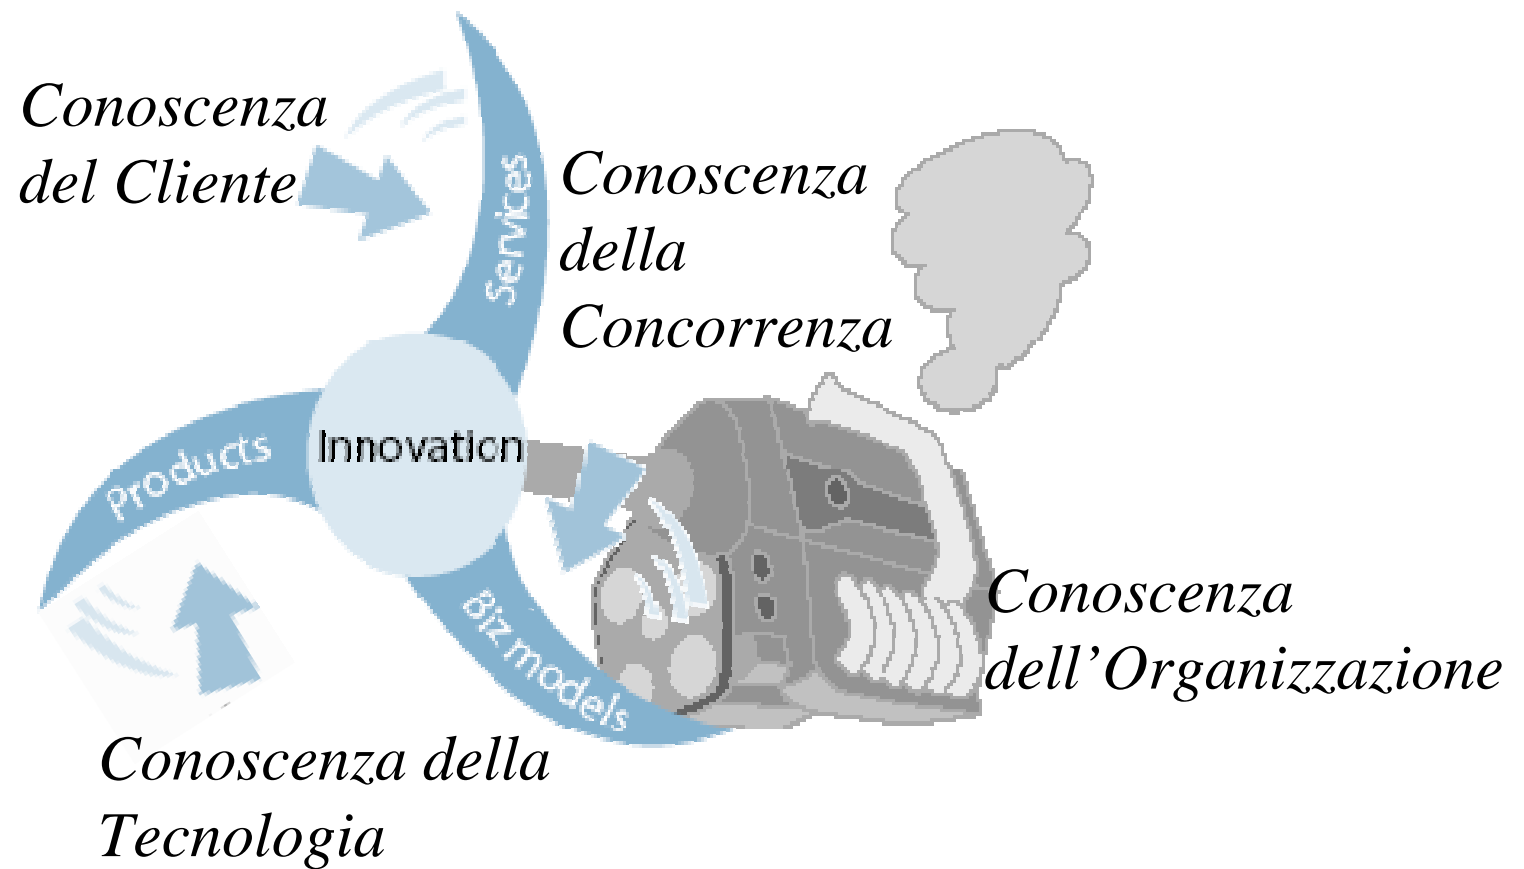 Conoscenza
del Cliente
Services
Conoscenza
della
Concorrenza
Innovation
Products
Biz models
Conoscenza
dell’Organizzazione
Conoscenza della
Tecnologia